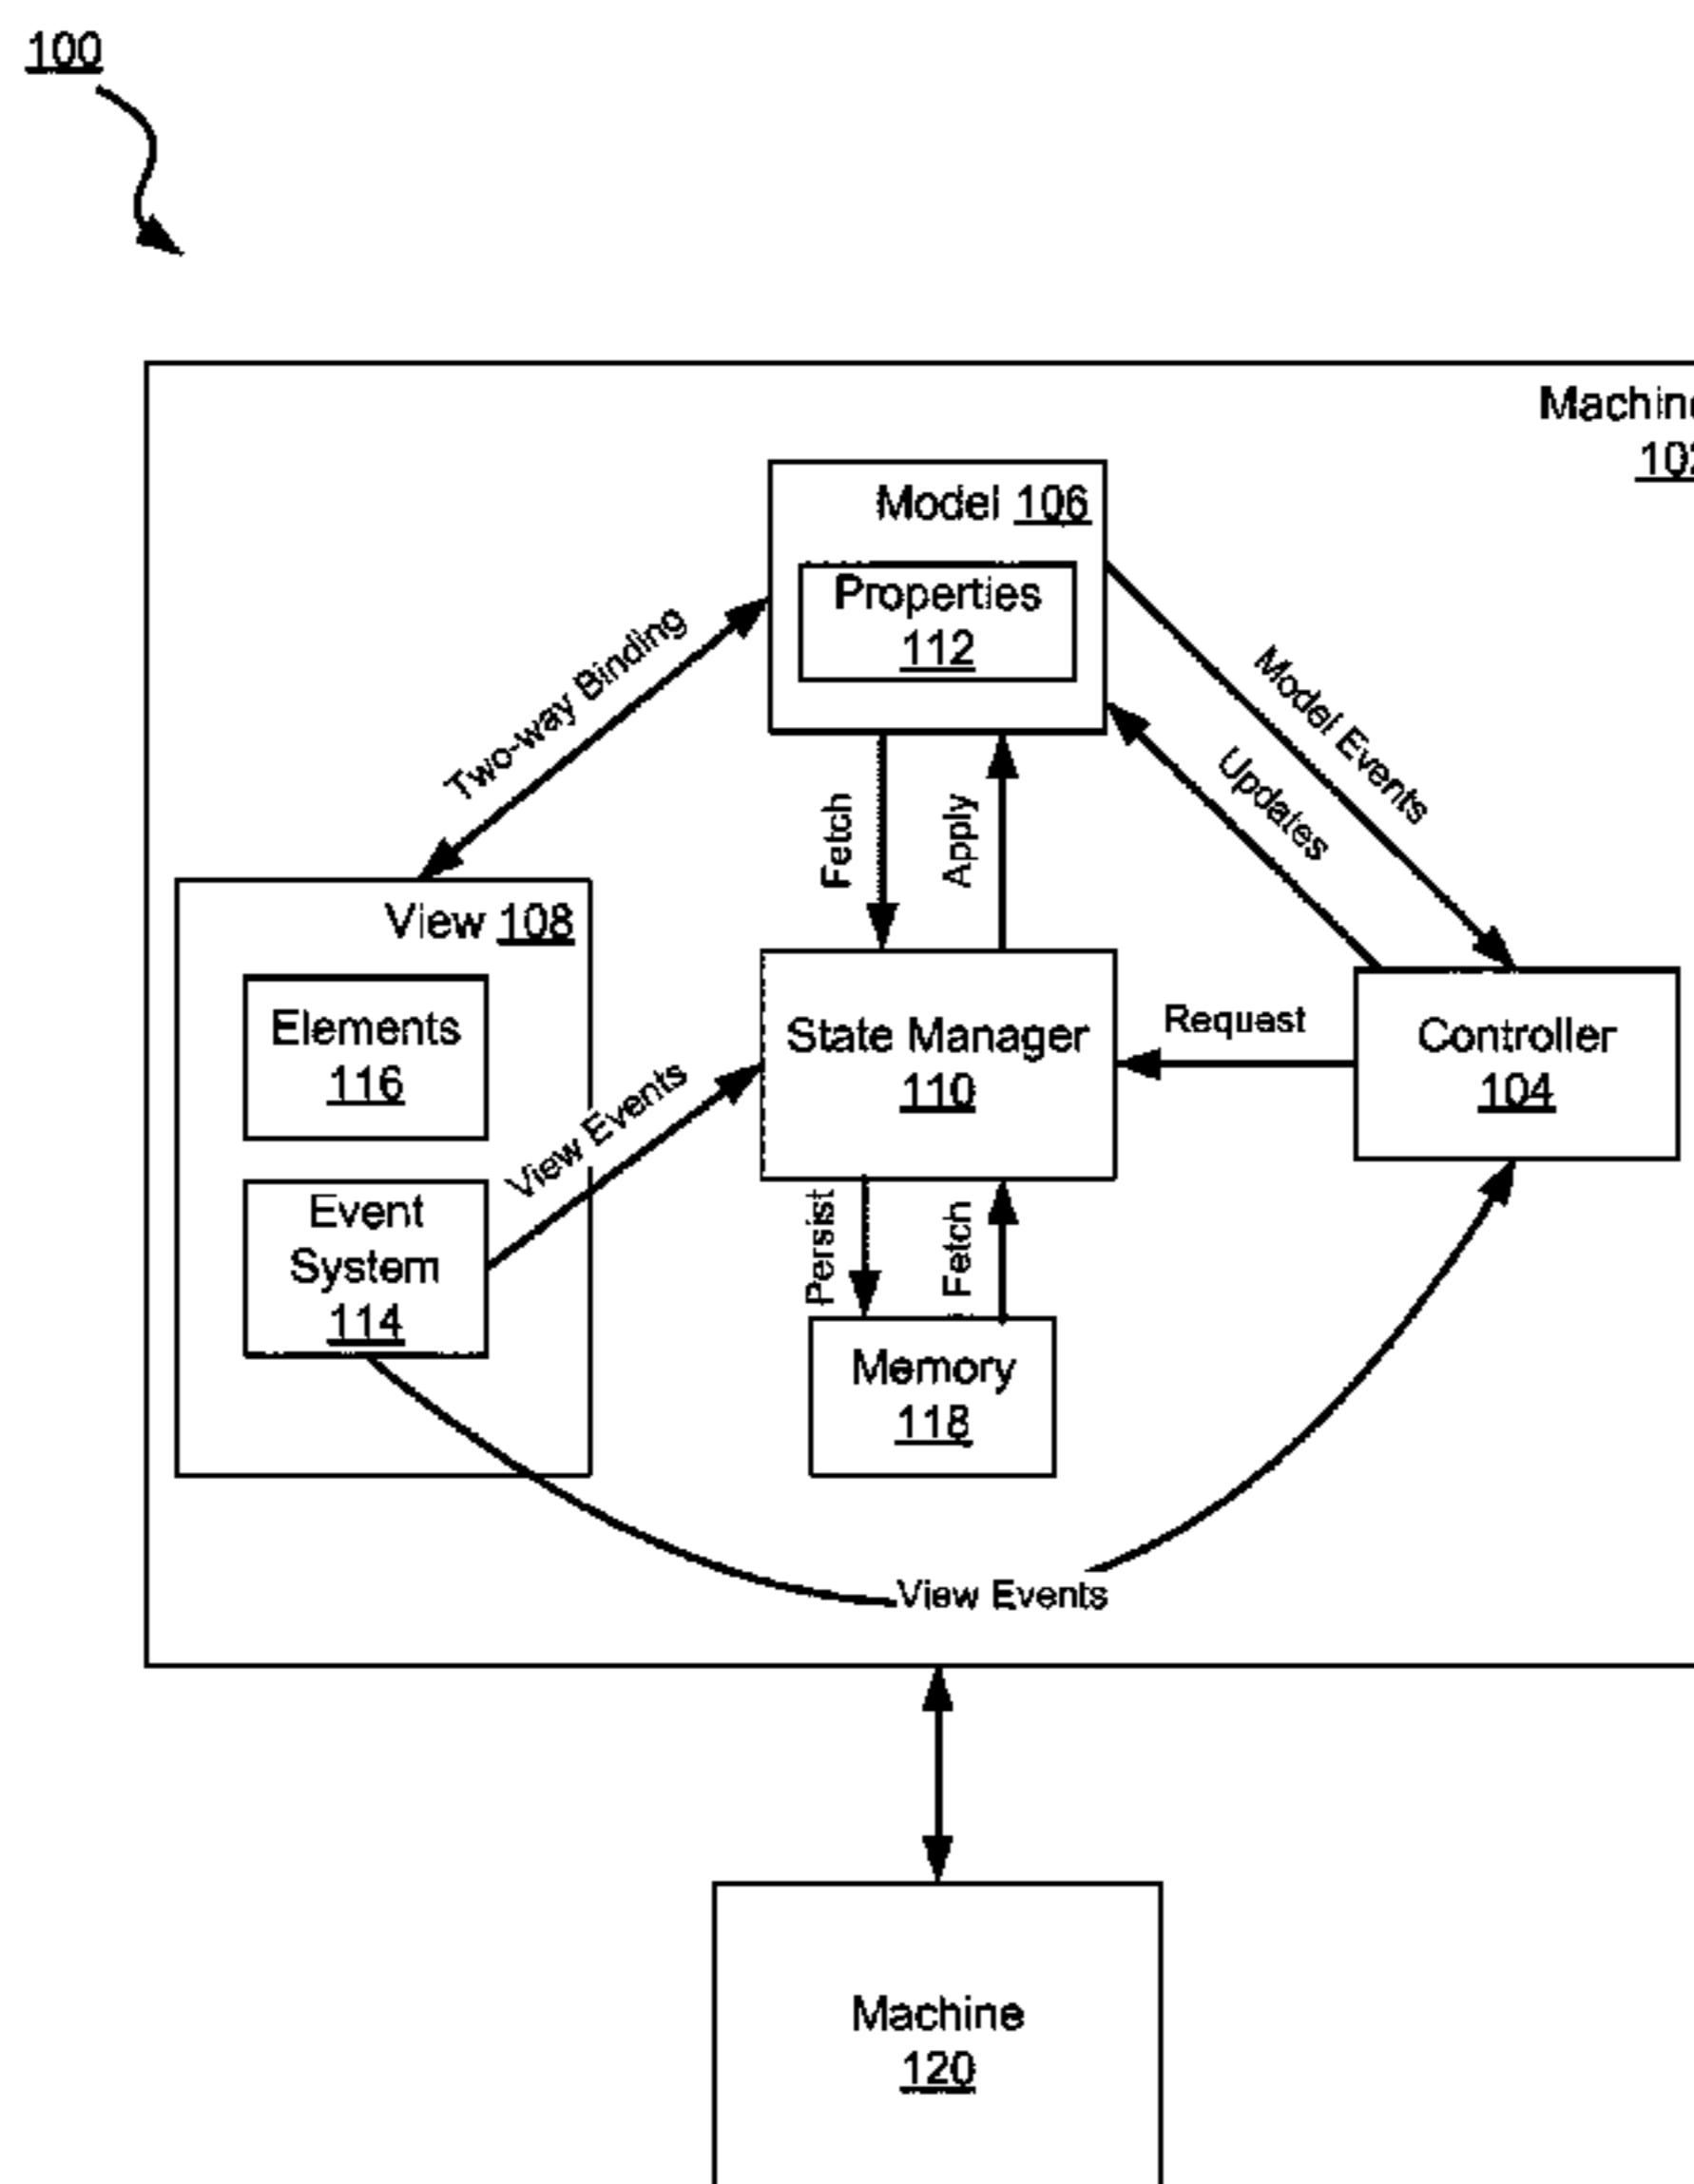 100
Machine
102
Model 106
Properties
112
Two-way Binding
Model Events
Updates
Fetch
Apply
View 108
Elements
116
State Manager
110
Request
Controller
104
View Events
Event
System
114
Persist
Fetch
Memory
118
View Events
Machine
120